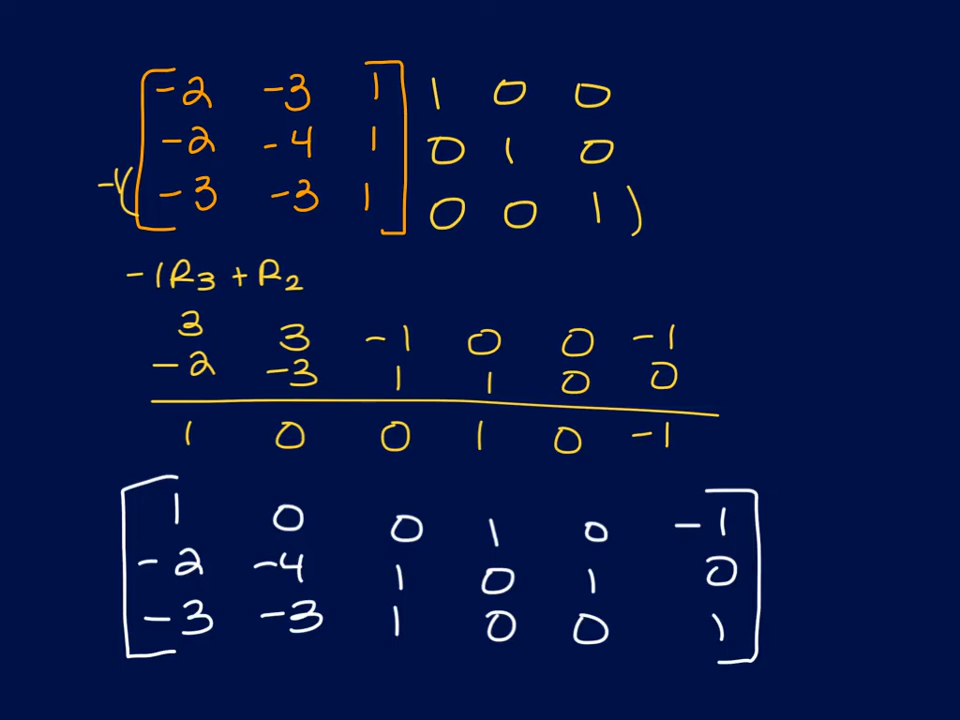 -2 -3 1 1 0 0
-2 -4 1 0 1 0
-1( -3 -3 1 0 0 1 )
-1R3 + R2
3 3 -1 0 0 -1
-2 -3 1 1 0 0
1 0 0 1 0 -1
1 0 0 1 0 -1
-2 -4 1 0 1 0
-3 -3 1 0 0 1